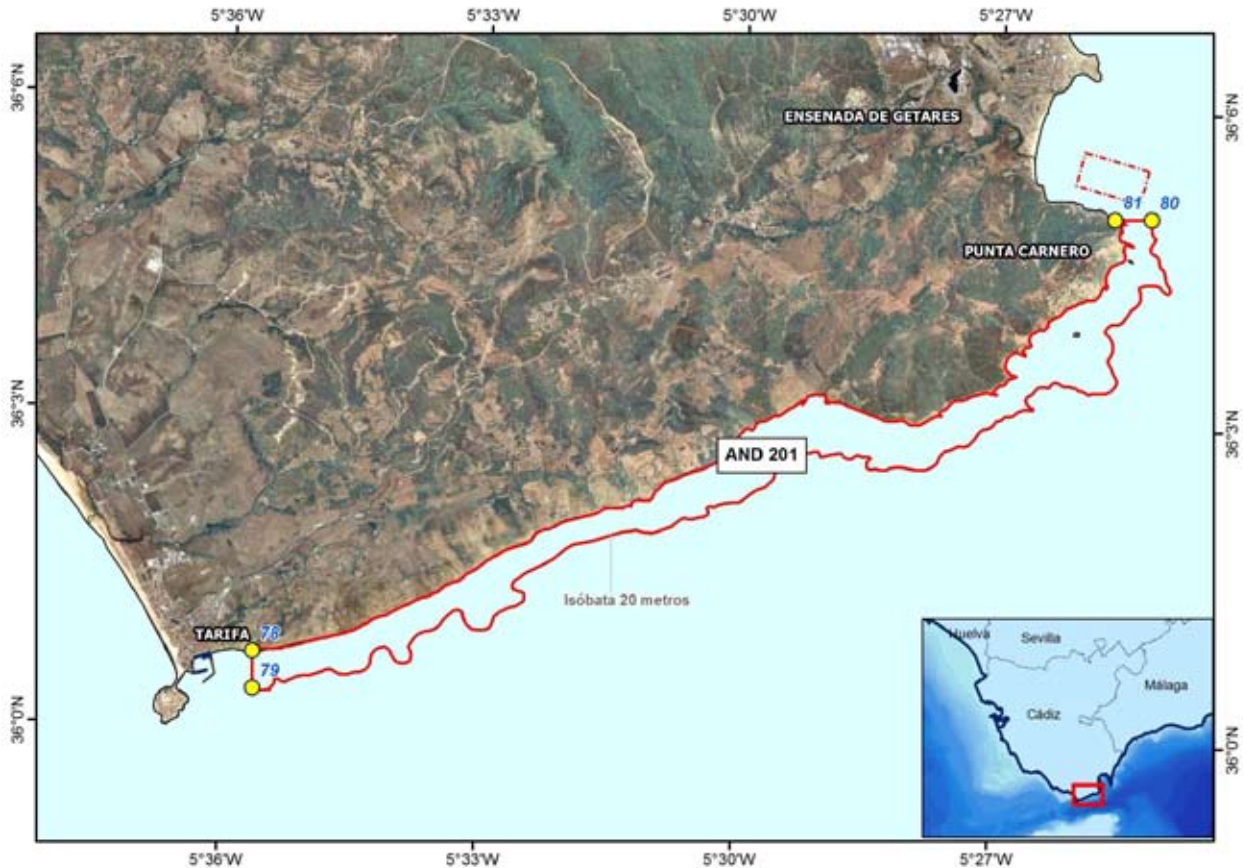 5°36'W
5°33'W
5°30'W
5°27'W
36°6'N
36°6'N
ENSENADA DE GETARES
81
80
PUNTA CARNERO
36°3'N
36°3'N
AND 201
Isóbata 20 metros
TARIFA
78
79
36°0'N
36°0'N
Huelva
Sevilla
Málaga
Cádiz
5°36'W
5°33'W
5°30'W
5°27'W